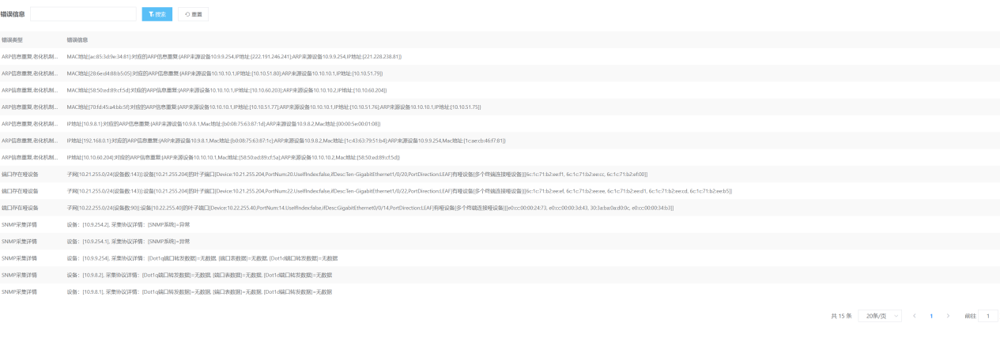 错误信息 搜索 重置
错误类型 错误信息
ARP信息重复,老化机制... MAC地址[ac:85:3d:9e:34:81]:对应的ARP信息重复:{ARP来源设备10.9.9.254,IP地址:[222.191.246.241];ARP来源设备10.9.9.254,IP地址:[221.228.238.81]}
ARP信息重复,老化机制... MAC地址[28:6e:d4:88:b5:05]:对应的ARP信息重复:{ARP来源设备10.10.10.1,IP地址:[10.10.51.80];ARP来源设备10.10.10.1,IP地址:[10.10.51.79]}
ARP信息重复,老化机制... MAC地址[58:50:ed:89:cf:5d]:对应的ARP信息重复:{ARP来源设备10.10.10.1,IP地址:[10.10.60.203];ARP来源设备10.10.10.2,IP地址:[10.10.60.204]}
ARP信息重复,老化机制... MAC地址[70:fd:45:a4:bb:5f]:对应的ARP信息重复:{ARP来源设备10.10.10.1,IP地址:[10.10.51.77];ARP来源设备10.10.10.1,IP地址:[10.10.51.76];ARP来源设备10.10.10.1,IP地址:[10.10.51.75]}
ARP信息重复,老化机制... IP地址[10.9.8.1]:对应的ARP信息重复:{ARP来源设备10.9.8.1,Mac地址:[b0:08:75:63:87:1d];ARP来源设备10.9.8.2,Mac地址:[00:00:5e:00:01:08]}
ARP信息重复,老化机制... IP地址[192.168.0.1]:对应的ARP信息重复:{ARP来源设备10.9.8.1,Mac地址:[b0:08:75:63:87:1c];ARP来源设备10.9.8.2,Mac地址:[1c:43:63:79:51:b4];ARP来源设备10.9.9.254,Mac地址:[1c:ae:cb:46:f7:81]}
ARP信息重复,老化机制... IP地址[10.10.60.204]:对应的ARP信息重复:{ARP来源设备10.10.10.1,Mac地址:[58:50:ed:89:cf:5a];ARP来源设备10.10.10.2,Mac地址:[58:50:ed:89:cf:5d]}
端口存在哑设备 子网[10.21.255.0/24(设备数:143)]:设备[10.21.255.204]的叶子端口[Device:10.21.255.204,PortNum:20.UseIfIndex:false,ifDesc:Ten-GigabitEthernet1/0/20,PortDirection:LEAF]有哑设备[多个终端连接哑设备][[6c:1c:71:b2:ee:f1, 6c:1c:71:b2:ee:cc, 6c:1c:71:b2:ef:00]]
端口存在哑设备 子网[10.21.255.0/24(设备数:143)]:设备[10.21.255.204]的叶子端口[Device:10.21.255.204,PortNum:22.UseIfIndex:false,ifDesc:Ten-GigabitEthernet1/0/22,PortDirection:LEAF]有哑设备[多个终端连接哑设备][[6c:1c:71:b2:ee:ef, 6c:1c:71:b2:ee:ee, 6c:1c:71:b2:ee:d1, 6c:1c:71:b2:ee:cd, 6c:1c:71:b2:ee:b5]]
端口存在哑设备 子网[10.22.255.0/24(设备数:90)]:设备[10.22.255.40]的叶子端口[Device:10.22.255.40,PortNum:14.UseIfIndex:false,ifDesc:GigabitEthernet0/0/14,PortDirection:LEAF]有哑设备[多个终端连接哑设备][[e0:cc:00:00:24:73, e0:cc:00:00:3d:43, 30:3a:ba:0a:d0:0c, e0:cc:00:00:34:b3]]
SNMP采集详情 设备：[10.9.254.2], 采集协议详情：[SNMP系统]=异常
SNMP采集详情 设备：[10.9.254.1], 采集协议详情：[SNMP系统]=异常
SNMP采集详情 设备：[10.9.9.254], 采集协议详情：[Dot1q端口转发数据]=无数据, [端口表数据]=无数据, [Dot1d端口转发数据]=无数据
SNMP采集详情 设备：[10.9.8.2], 采集协议详情：[Dot1q端口转发数据]=无数据, [端口表数据]=无数据, [Dot1d端口转发数据]=无数据
SNMP采集详情 设备：[10.9.8.1], 采集协议详情：[Dot1q端口转发数据]=无数据, [端口表数据]=无数据, [Dot1d端口转发数据]=无数据
共 15 条 20条/页 1 前往 1